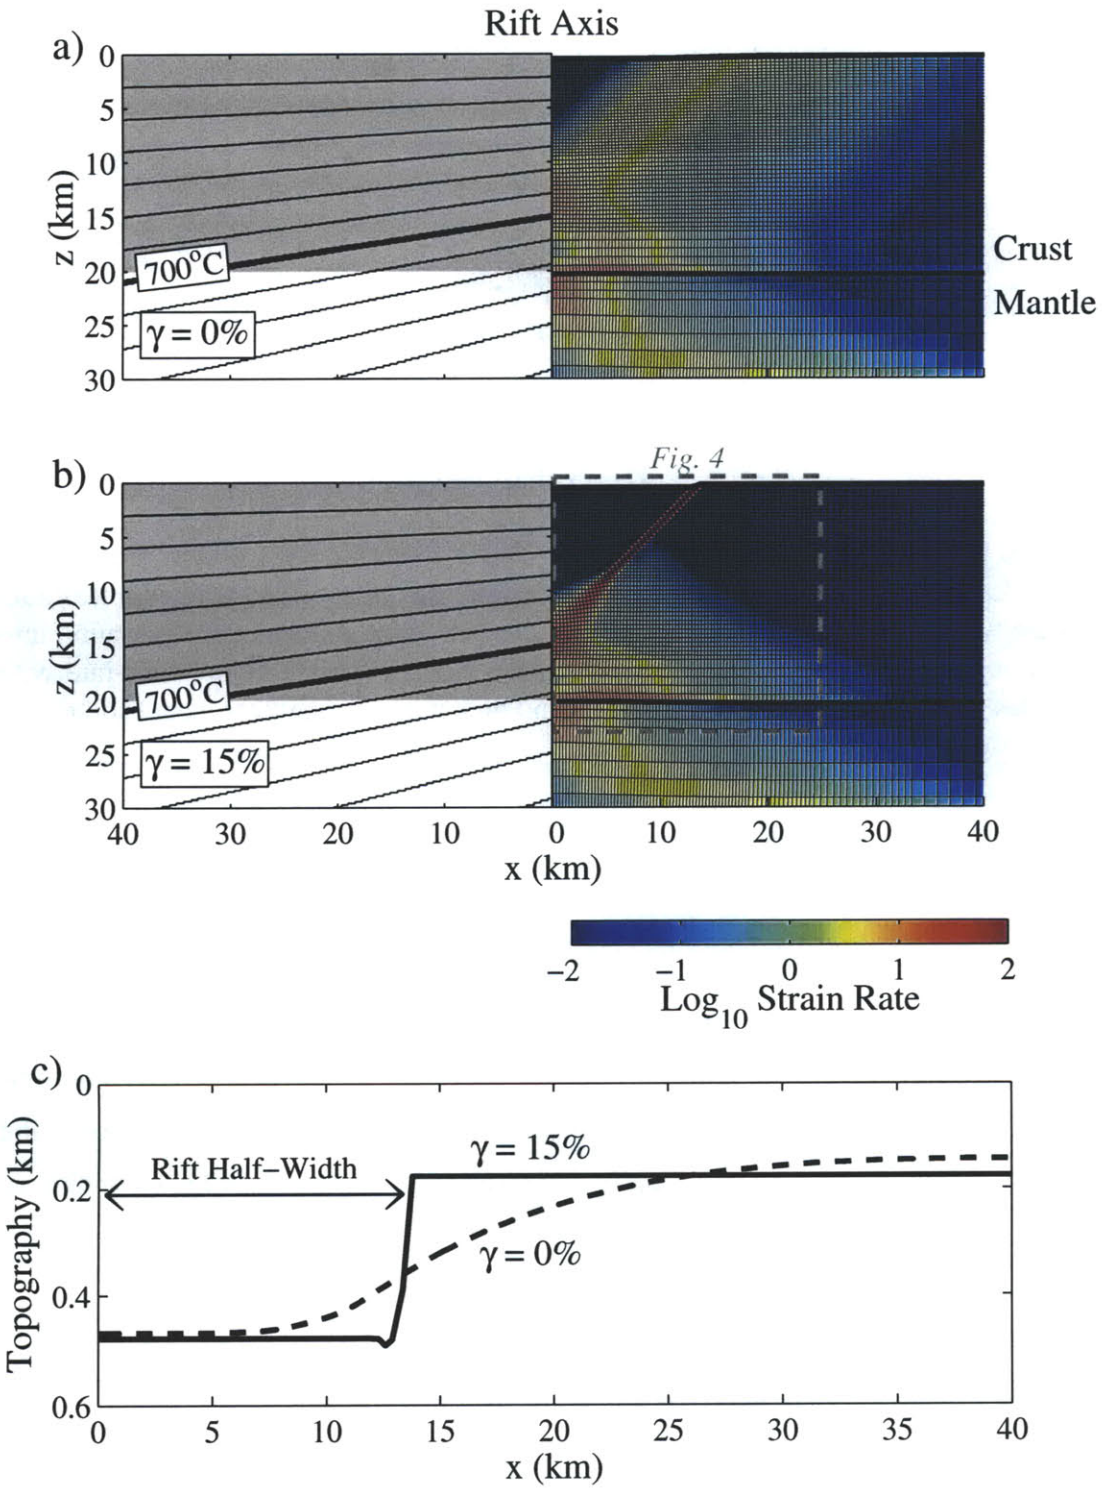 Rift Axis
a)
0
5
10
15
20
25
30
z (km)
700°C
γ = 0%
Crust
Mantle
b)
Fig. 4
0
5
10
15
20
25
30
z (km)
700°C
γ = 15%
40 30 20 10 0 10 20 30 40
x (km)
−2 −1 0 1 2
Log10 Strain Rate
c)
0
0.2
0.4
0.6
Topography (km)
Rift Half−Width
γ = 15%
γ = 0%
0 5 10 15 20 25 30 35 40
x (km)